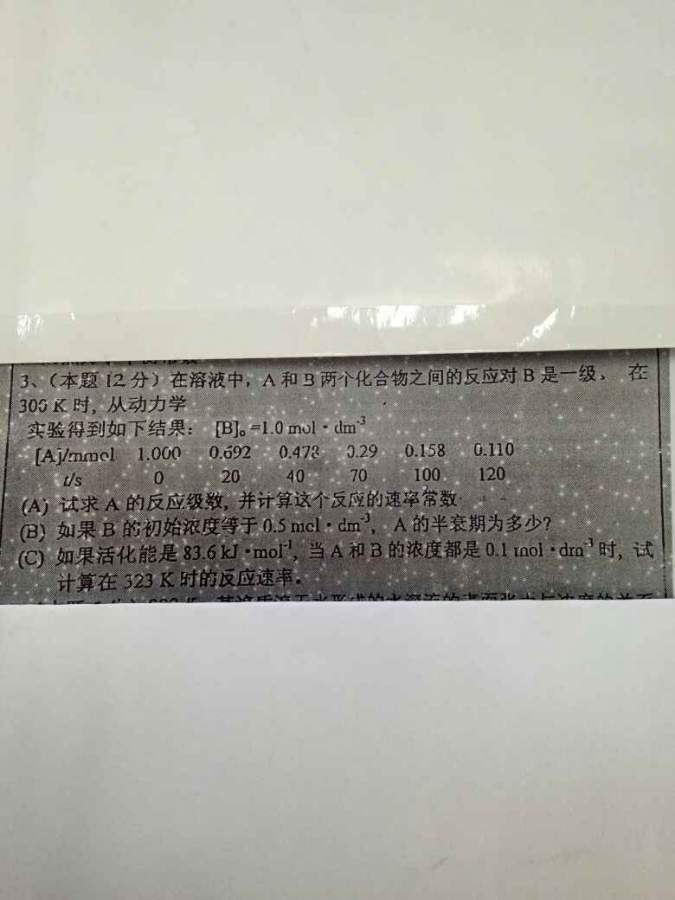 3、(本题 12 分) 在溶液中, A 和 B 两个化合物之间的反应对 B 是一级。 在
300 K 时, 从动力学
实验得到如下结果: [B]₀ =1.0 mol·dm⁻³
[A]/mmol 1.000 0.692 0.478 0.29 0.158 0.110
t/s 0 20 40 70 100 120
(A) 试求 A 的反应级数, 并计算这个反应的速率常数
(B) 如果 B 的初始浓度等于 0.5 mol·dm⁻³, A 的半衰期为多少?
(C) 如果活化能是 83.6 kJ·mol⁻¹, 当 A 和 B 的浓度都是 0.1 mol·dm⁻³ 时, 试
计算在 323 K 时的反应速率。